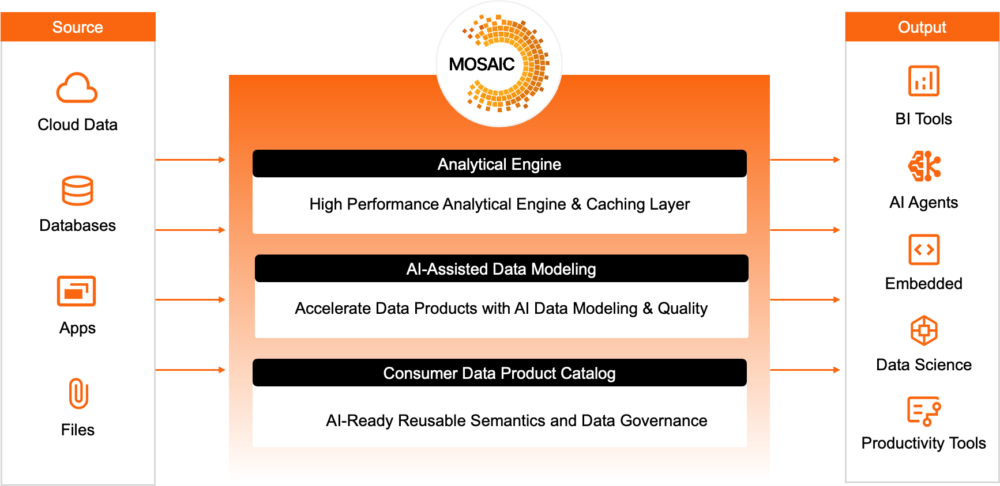 Source
Cloud Data
Databases
Apps
Files
MOSAIC
Analytical Engine
High Performance Analytical Engine & Caching Layer
AI-Assisted Data Modeling
Accelerate Data Products with AI Data Modeling & Quality
Consumer Data Product Catalog
AI-Ready Reusable Semantics and Data Governance
Output
BI Tools
AI Agents
Embedded
Data Science
Productivity Tools